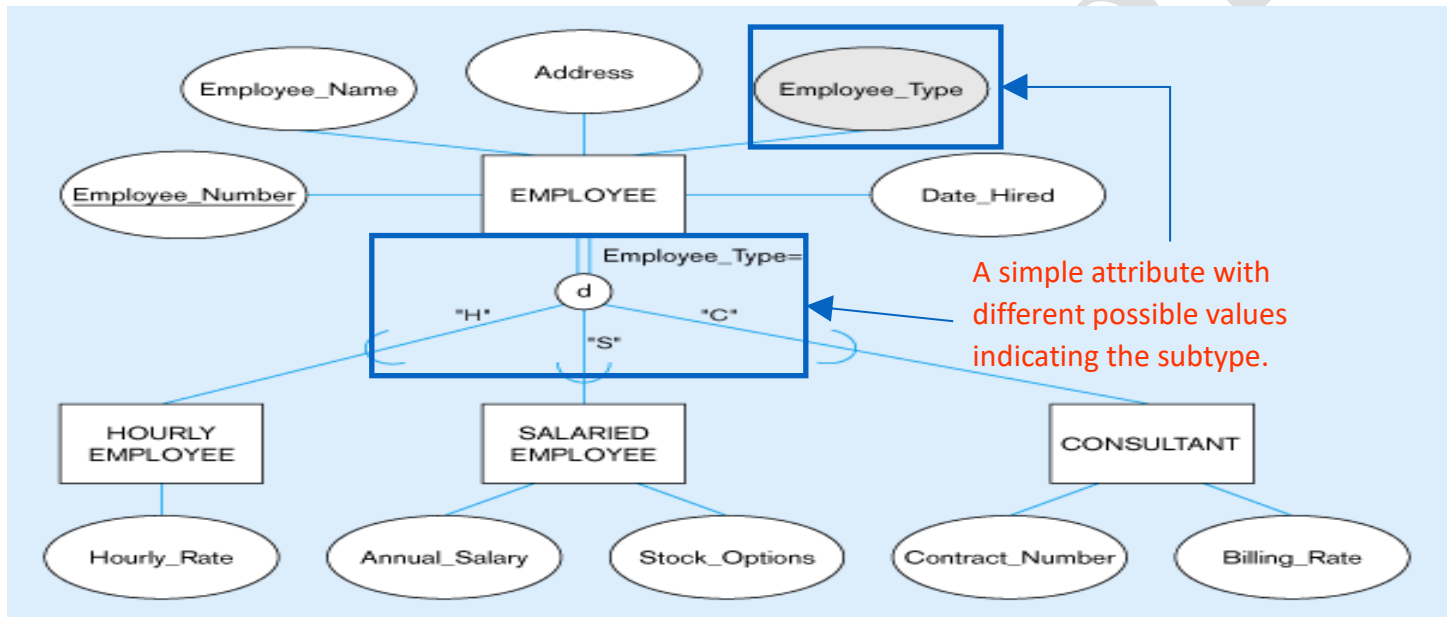 Employee_Name
Address
Employee_Type
Employee_Number
EMPLOYEE
Date_Hired
Employee_Type=
d
"H"
"S"
"C"
A simple attribute with
different possible values
indicating the subtype.
HOURLY
EMPLOYEE
SALARIED
EMPLOYEE
CONSULTANT
Hourly_Rate
Annual_Salary
Stock_Options
Contract_Number
Billing_Rate